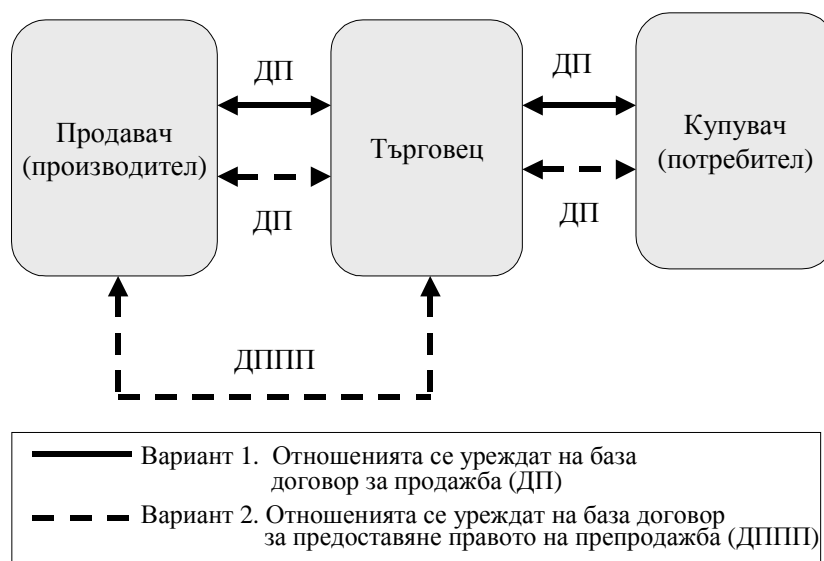 ДП
ДП
Продавач
(производител)
Търговец
Купувач
(потребител)
ДП
ДП
ДППП
Вариант 1. Отношенията се уреждат на база
договор за продажба (ДП)
Вариант 2. Отношенията се уреждат на база договор
за предоставяне правото на препродажба (ДППП)